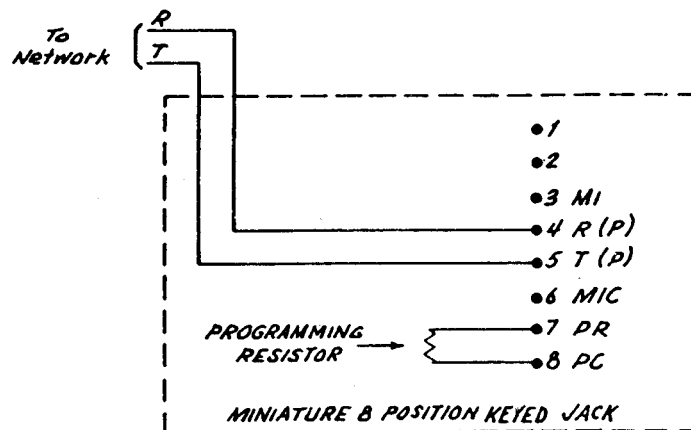 R
To
Network
T
1
2
3 MI
4 R (P)
5 T (P)
6 MIC
7 PR
PROGRAMMING
RESISTOR
8 PC
MINIATURE 8 POSITION KEYED JACK